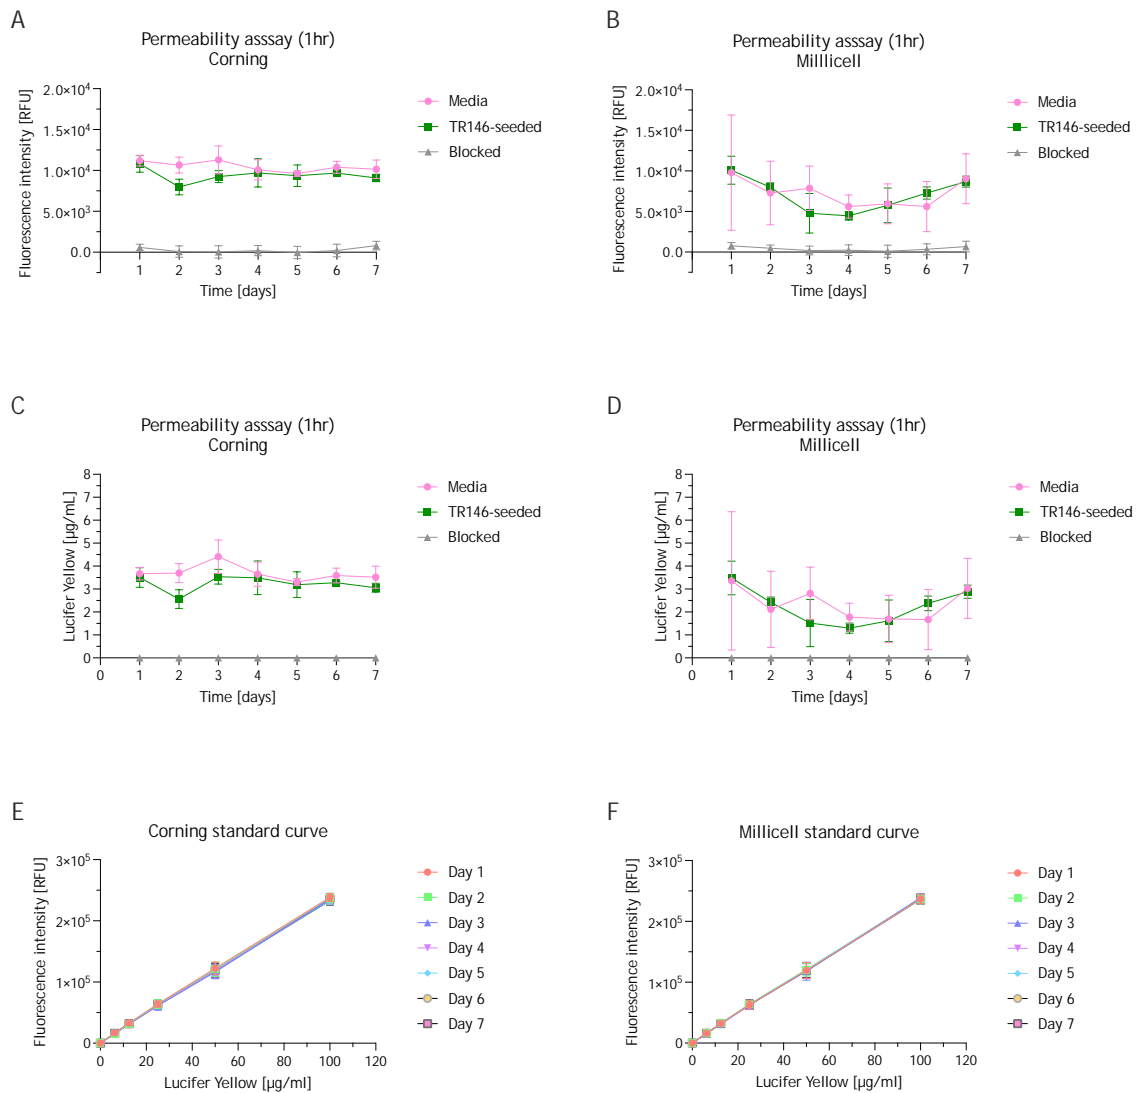 A
Permeability asssay (1hr)
Corning
Fluorescence intensity [RFU]
2.0×10⁴
1.5×10⁴
1.0×10⁴
5.0×10³
0.0
1 2 3 4 5 6 7
Time [days]
Media
TR146-seeded
Blocked
B
Permeability asssay (1hr)
Milllicell
Fluorescence intensity [RFU]
2.0×10⁴
1.5×10⁴
1.0×10⁴
5.0×10³
0.0
1 2 3 4 5 6 7
Time [days]
Media
TR146-seeded
Blocked
C
Permeability asssay (1hr)
Corning
Lucifer Yellow [µg/mL]
8
7
6
5
4
3
2
1
0
0 1 2 3 4 5 6 7
Time [days]
Media
TR146-seeded
Blocked
D
Permeability asssay (1hr)
Millicell
Lucifer Yellow [µg/mL]
8
7
6
5
4
3
2
1
0
0 1 2 3 4 5 6 7
Time [days]
Media
TR146-seeded
Blocked
E
Corning standard curve
Fluorescence intensity [RFU]
3×10⁵
2×10⁵
1×10⁵
0
0 20 40 60 80 100 120
Lucifer Yellow [µg/ml]
Day 1
Day 2
Day 3
Day 4
Day 5
Day 6
Day 7
F
Millicell standard curve
Fluorescence intensity [RFU]
3×10⁵
2×10⁵
1×10⁵
0
0 20 40 60 80 100 120
Lucifer Yellow [µg/ml]
Day 1
Day 2
Day 3
Day 4
Day 5
Day 6
Day 7